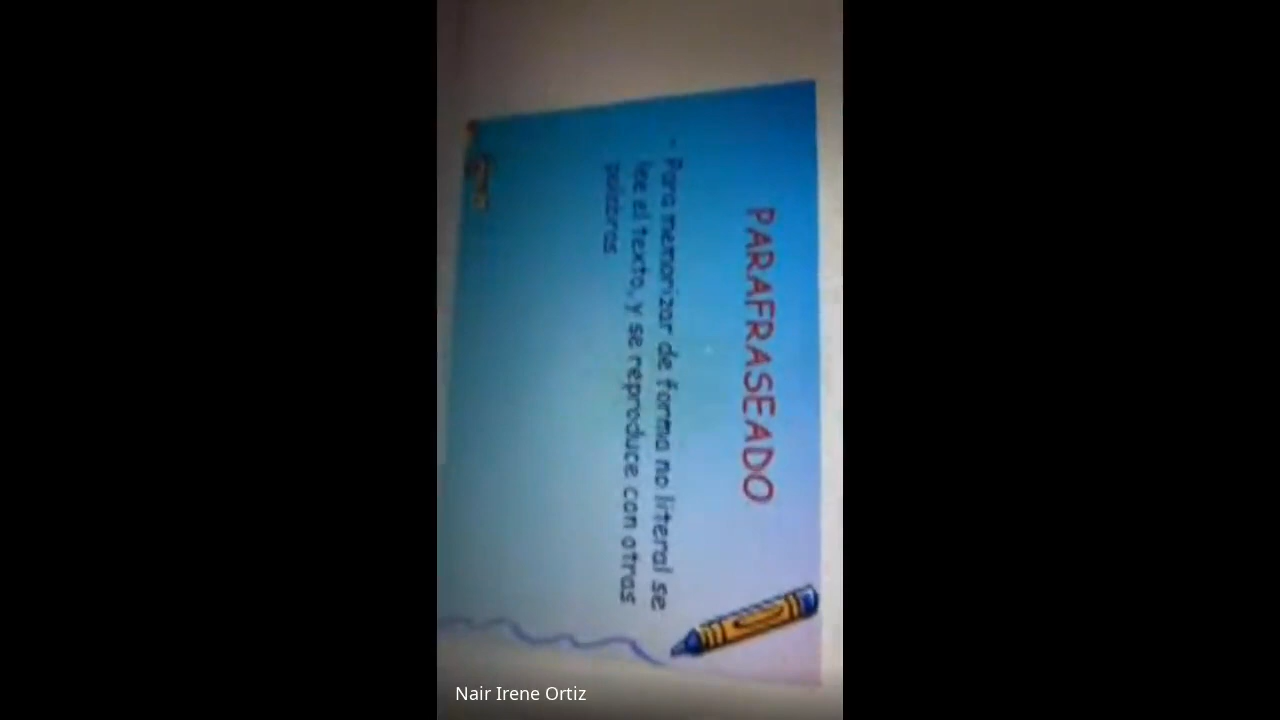 PARAFRASEADO
- Para memorizar de forma no literal se
lee el texto, y se reproduce con otras
palabras
Nair Irene Ortiz